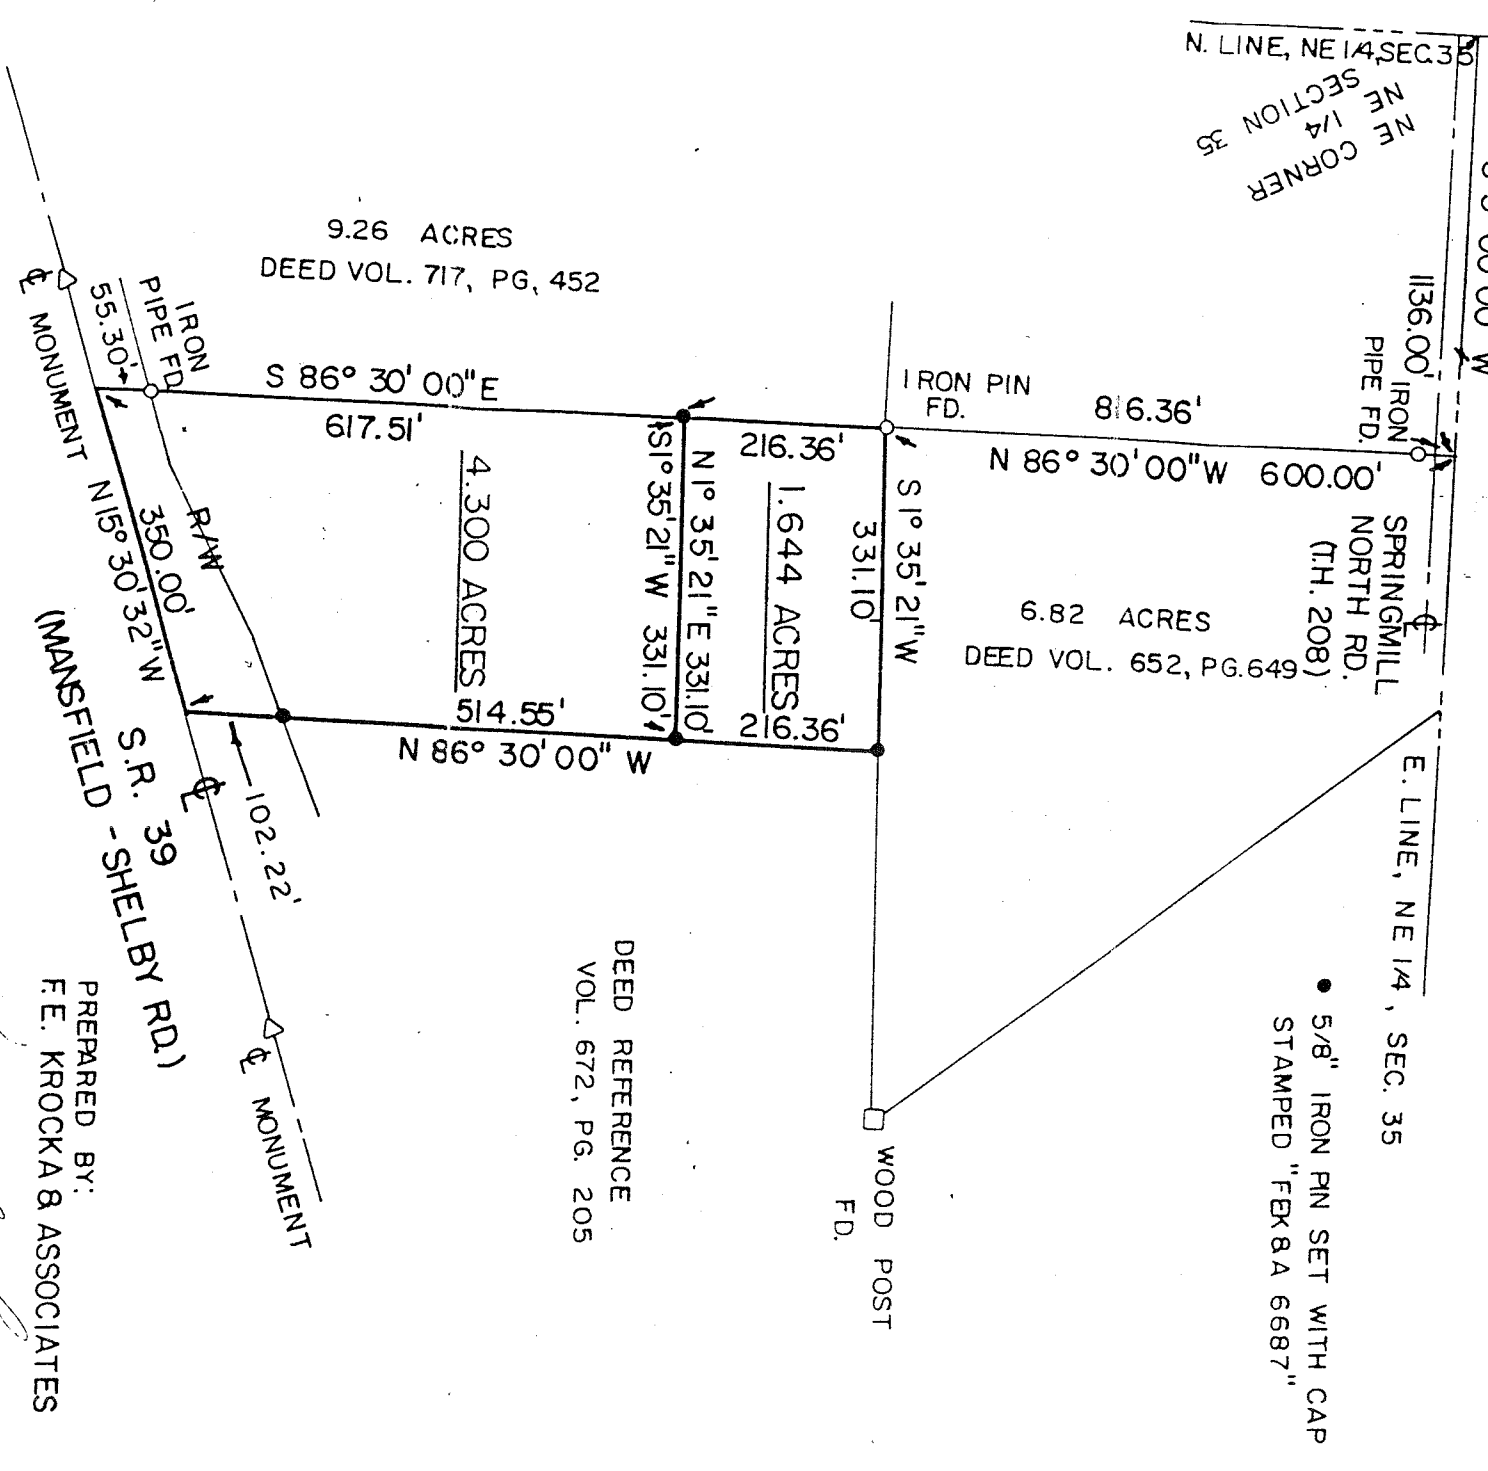 N. LINE, NE 1/4, SEC. 35
NE CORNER
NE 1/4
SECTION 35
00' 00" W
1136.00'
IRON
PIPE FD.
9.26 ACRES
DEED VOL. 717, PG. 452
IRON
PIPE FD.
55.30'
℄ MONUMENT
S 86° 30' 00" E
617.51'
216.36'
IRON PIN
FD.
816.36'
N 86° 30' 00" W 600.00'
SPRINGMILL
NORTH RD.
(T.H. 208)
℄
S 1° 35' 21" W
331.10'
6.82 ACRES
DEED VOL. 652, PG. 649
1.644 ACRES
N 1° 35' 21" E 331.10'
S 1° 35' 21" W 331.10'
4.300 ACRES
R/W
350.00'
N 15° 30' 32" W
514.55'
216.36'
N 86° 30' 00" W
102.22'
℄
S.R. 39
(MANSFIELD - SHELBY RD.)
℄ MONUMENT
E. LINE, NE 1/4, SEC. 35
● 5/8" IRON PIN SET WITH CAP
STAMPED "FEK & A 6687"
DEED REFERENCE
VOL. 672, PG. 205
WOOD POST
FD.
PREPARED BY:
F.E. KROCKA & ASSOCIATES